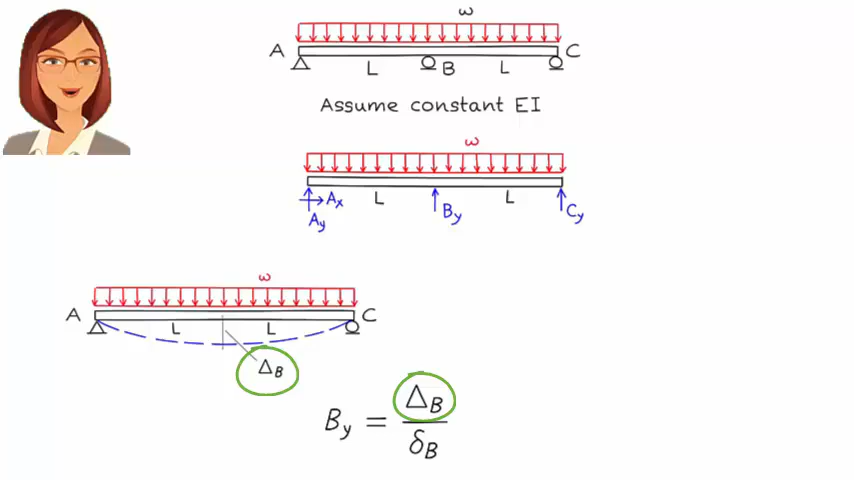 ω
A L B L C
Assume constant EI
ω
L L
Ax
Ay By Cy
ω
A C
L L
ΔB
By = ΔB / δB